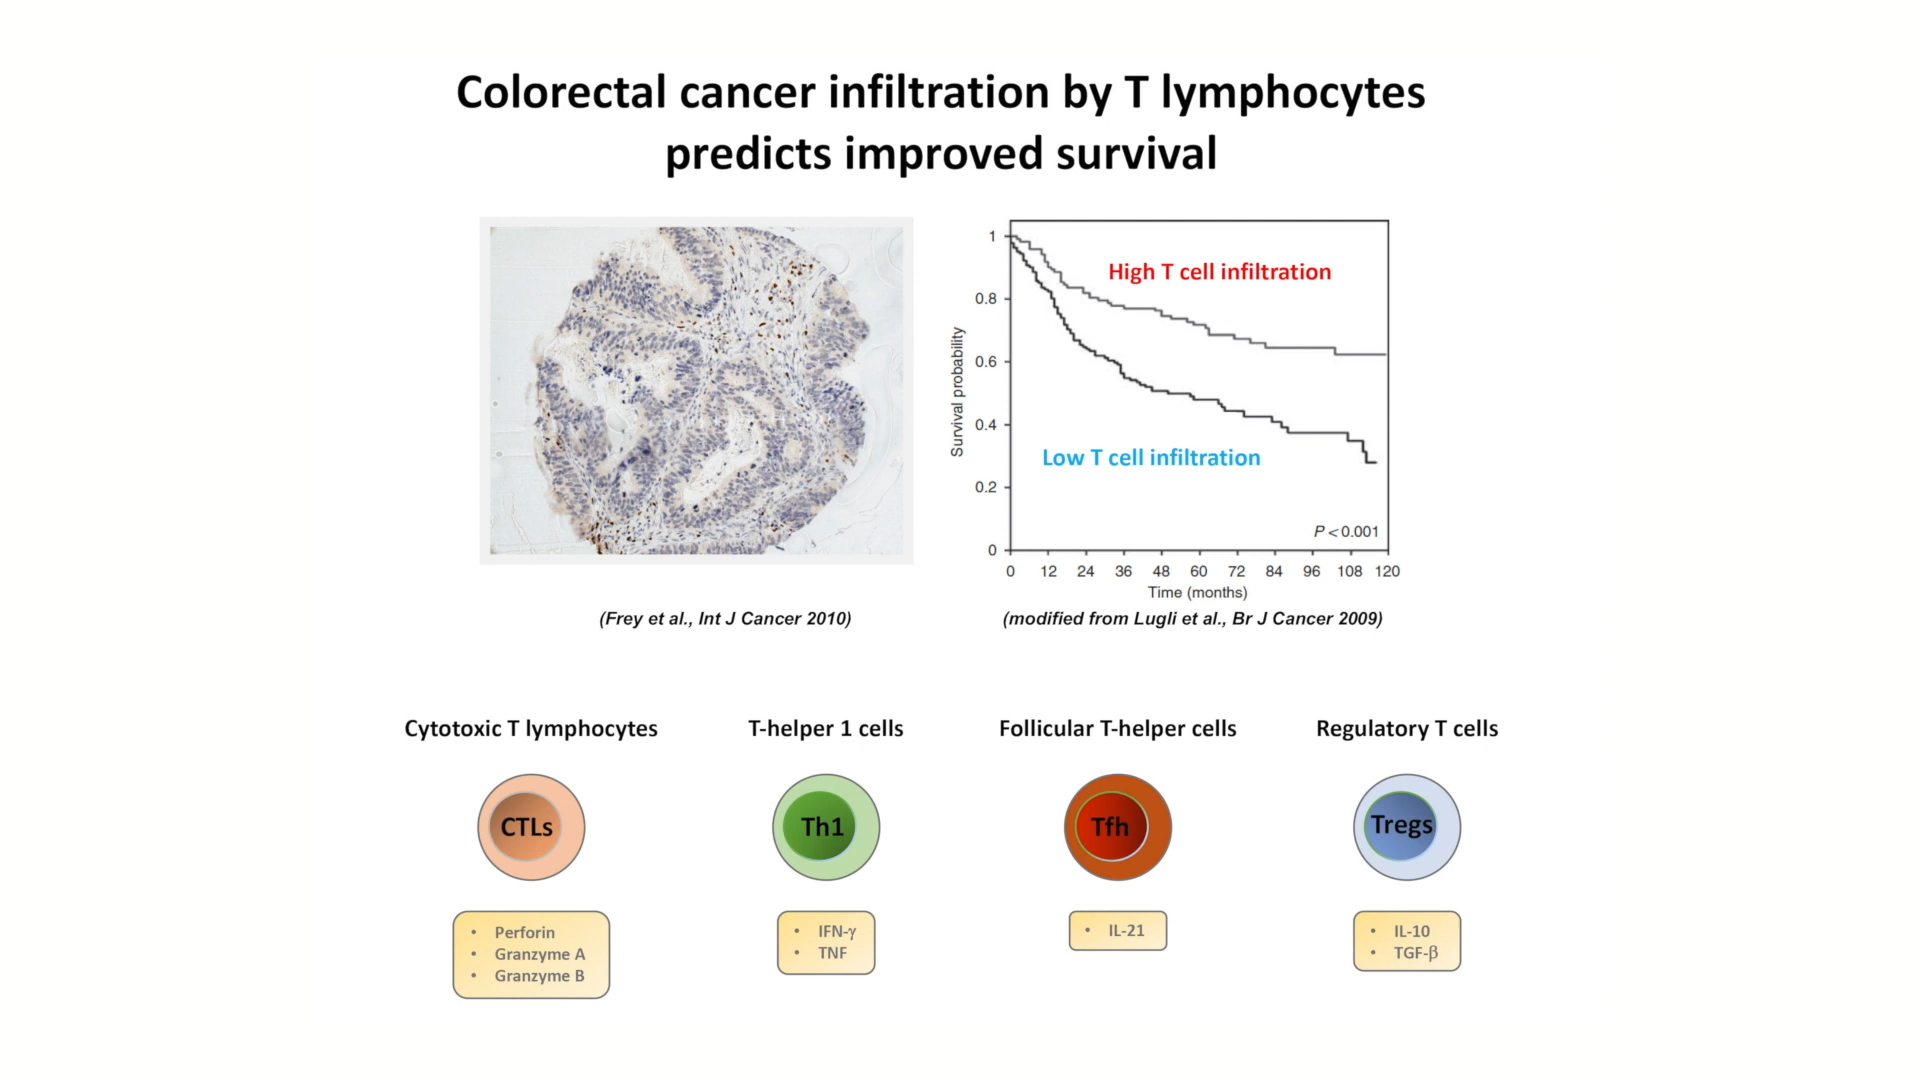 Colorectal cancer infiltration by T lymphocytes
predicts improved survival
1
0.8
0.6
0.4
0.2
0
Survival probability
High T cell infiltration
Low T cell infiltration
P < 0.001
0 12 24 36 48 60 72 84 96 108 120
Time (months)
(Frey et al., Int J Cancer 2010)
(modified from Lugli et al., Br J Cancer 2009)
Cytotoxic T lymphocytes
CTLs
• Perforin
• Granzyme A
• Granzyme B
T-helper 1 cells
Th1
• IFN-γ
• TNF
Follicular T-helper cells
Tfh
• IL-21
Regulatory T cells
Tregs
• IL-10
• TGF-β